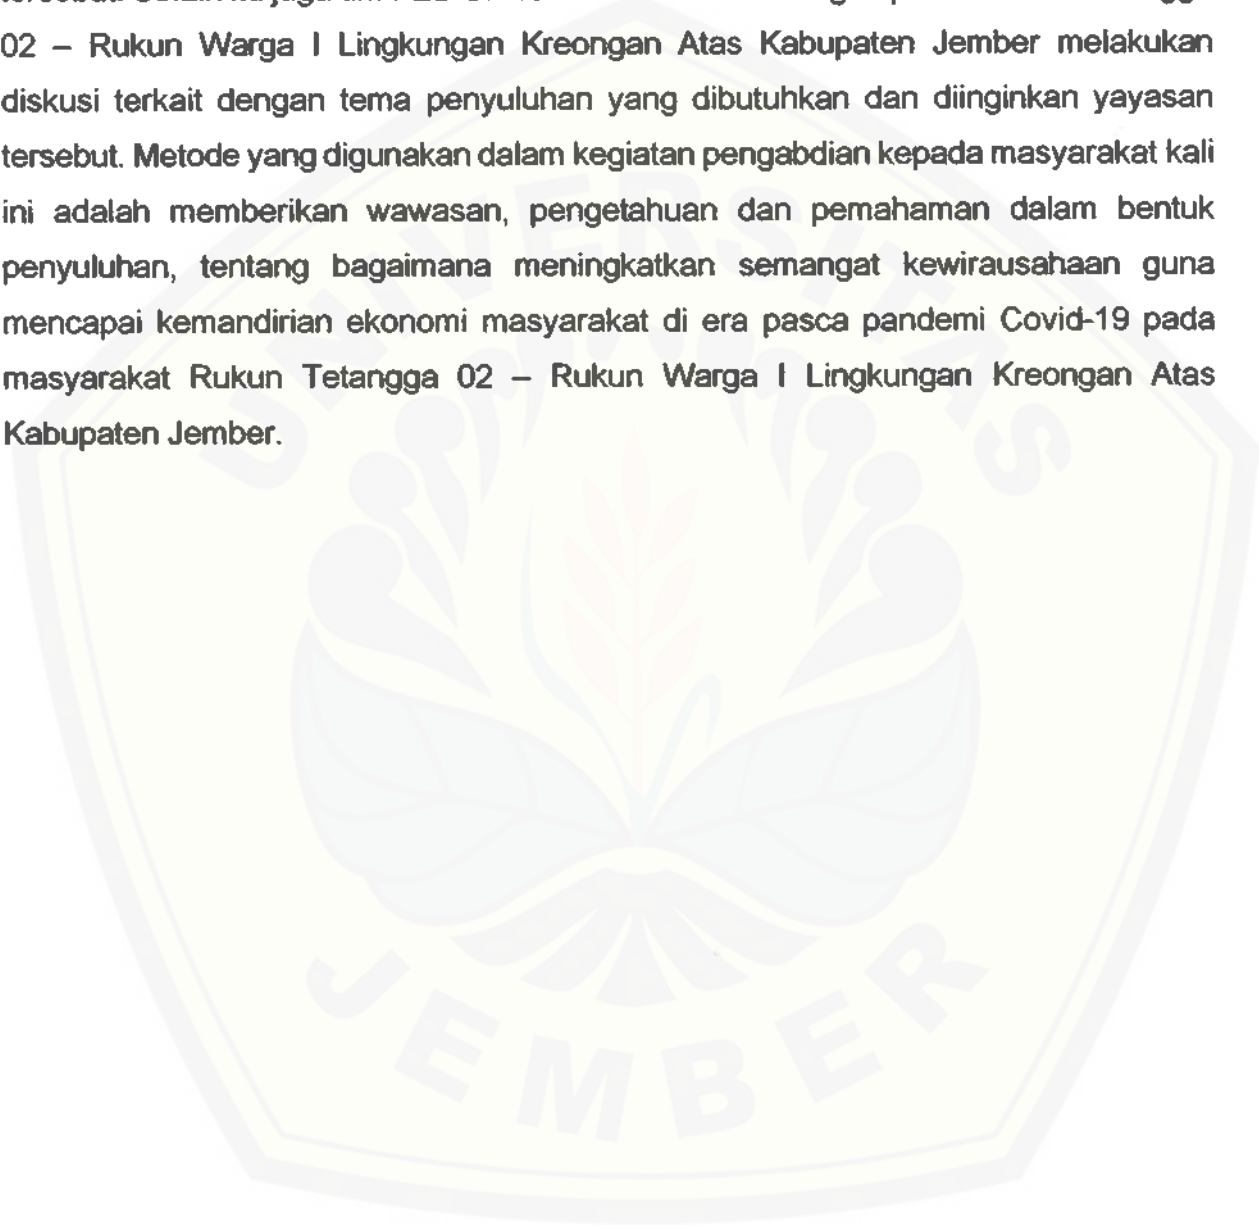 02 – Rukun Warga I Lingkungan Kreongan Atas Kabupaten Jember melakukan
diskusi terkait dengan tema penyuluhan yang dibutuhkan dan diinginkan yayasan
tersebut. Metode yang digunakan dalam kegiatan pengabdian kepada masyarakat kali
ini adalah memberikan wawasan, pengetahuan dan pemahaman dalam bentuk
penyuluhan, tentang bagaimana meningkatkan semangat kewirausahaan guna
mencapai kemandirian ekonomi masyarakat di era pasca pandemi Covid-19 pada
masyarakat Rukun Tetangga 02 – Rukun Warga I Lingkungan Kreongan Atas
Kabupaten Jember.
UNIVERSITAS
JEMBER